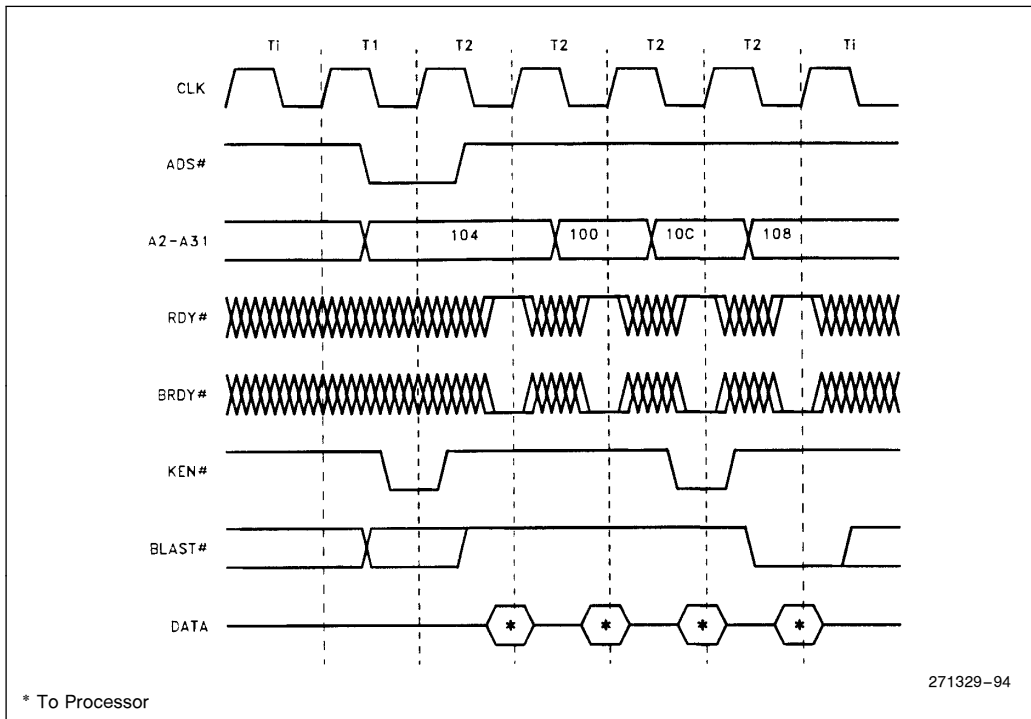 Ti T1 T2 T2 T2 T2 Ti
CLK
ADS#
A2-A31 104 100 10C 108
RDY#
BRDY#
KEN#
BLAST#
DATA * * * *
271329-94
* To Processor